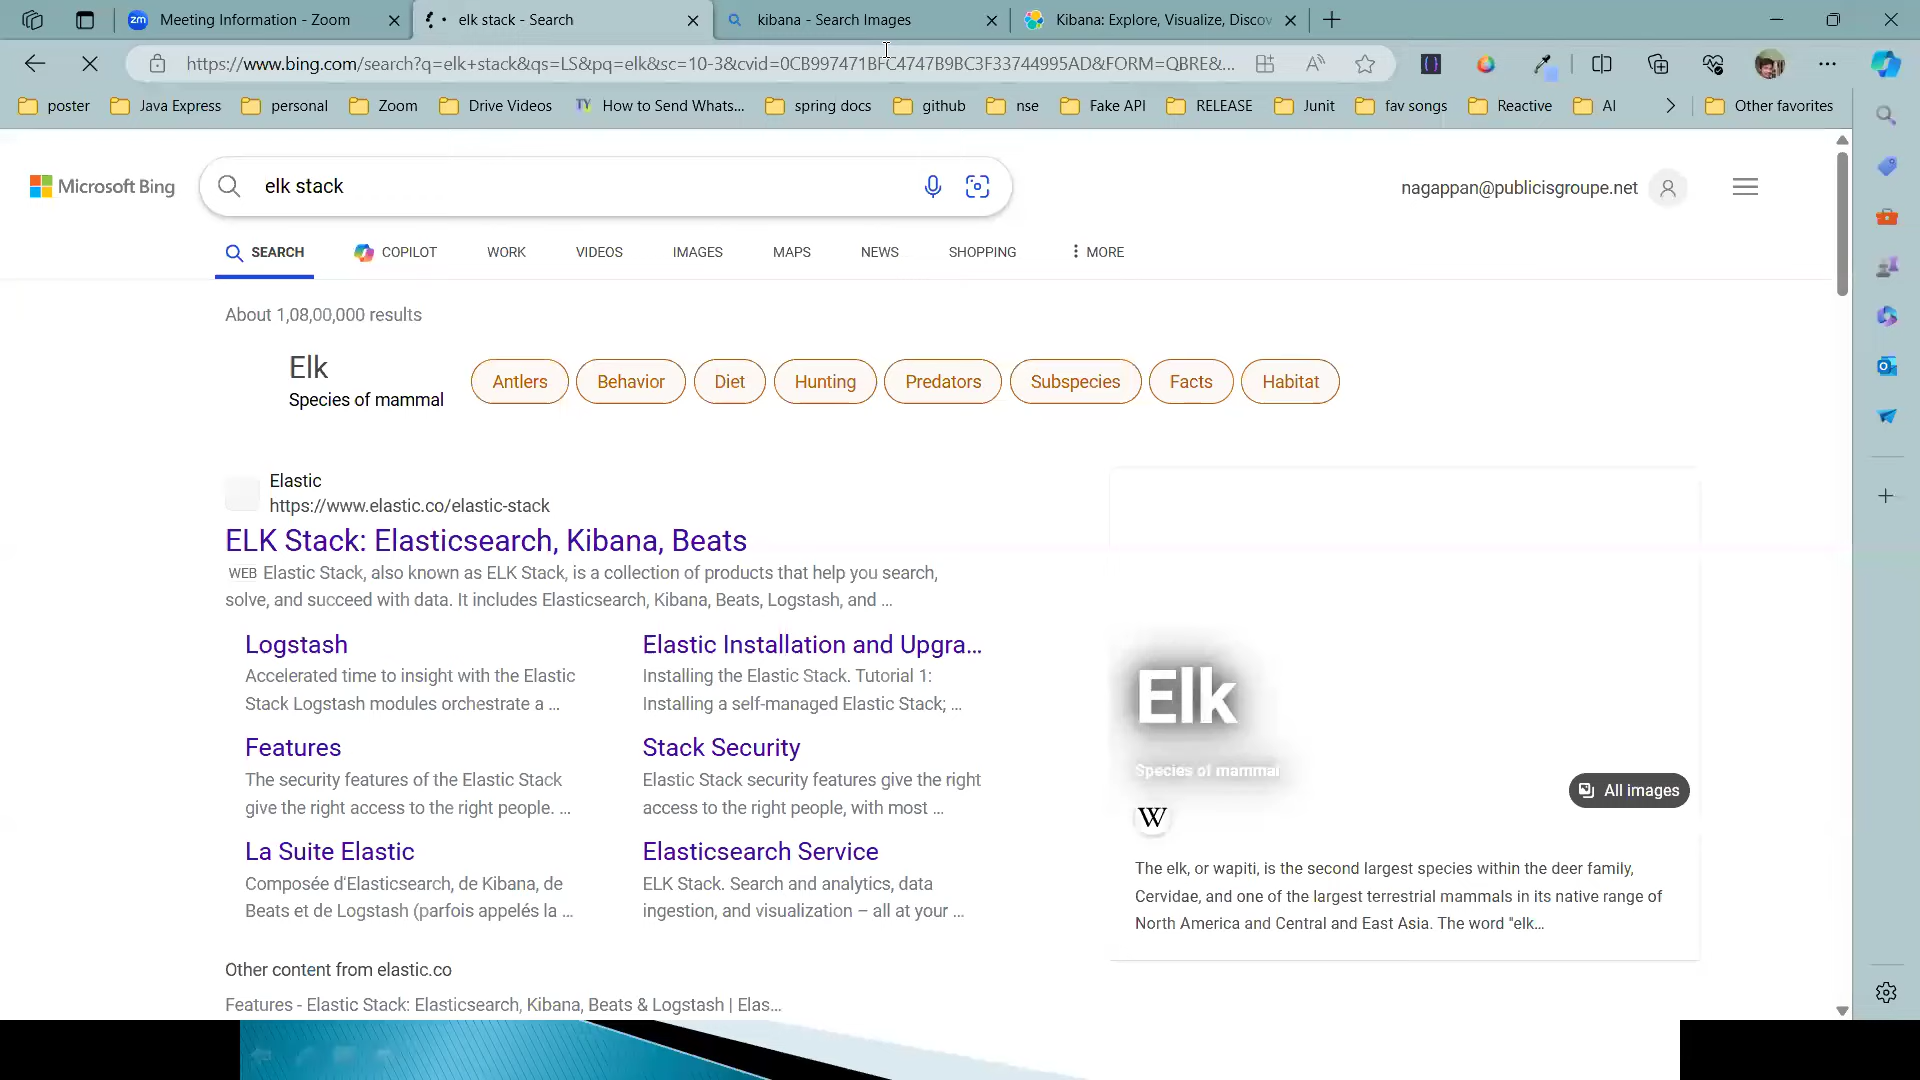 Meeting Information - Zoom
elk stack - Search
kibana - Search Images
Kibana: Explore, Visualize, Discov
https://www.bing.com/search?q=elk+stack&qs=LS&pq=elk&sc=10-3&cvid=0CB997471BFC4747B9BC3F33744995AD&FORM=QBRE&...
poster
Java Express
personal
Zoom
Drive Videos
TY How to Send Whats...
spring docs
github
nse
Fake API
RELEASE
Junit
fav songs
Reactive
AI
Other favorites
Microsoft Bing
elk stack
nagappan@publicisgroupe.net
SEARCH
COPILOT
WORK
VIDEOS
IMAGES
MAPS
NEWS
SHOPPING
MORE
About 1,08,00,000 results
Elk
Species of mammal
Antlers
Behavior
Diet
Hunting
Predators
Subspecies
Facts
Habitat
Elastic
https://www.elastic.co/elastic-stack
ELK Stack: Elasticsearch, Kibana, Beats
WEB Elastic Stack, also known as ELK Stack, is a collection of products that help you search,
solve, and succeed with data. It includes Elasticsearch, Kibana, Beats, Logstash, and ...
Logstash
Accelerated time to insight with the Elastic
Stack Logstash modules orchestrate a ...
Elastic Installation and Upgra...
Installing the Elastic Stack. Tutorial 1:
Installing a self-managed Elastic Stack; ...
Features
The security features of the Elastic Stack
give the right access to the right people. ...
Stack Security
Elastic Stack security features give the right
access to the right people, with most ...
La Suite Elastic
Composée d'Elasticsearch, de Kibana, de
Beats et de Logstash (parfois appelés la ...
Elasticsearch Service
ELK Stack. Search and analytics, data
ingestion, and visualization – all at your ...
Other content from elastic.co
Features - Elastic Stack: Elasticsearch, Kibana, Beats & Logstash | Elas...
Elk
Species of mammal
All images
W
The elk, or wapiti, is the second largest species within the deer family,
Cervidae, and one of the largest terrestrial mammals in its native range of
North America and Central and East Asia. The word "elk...